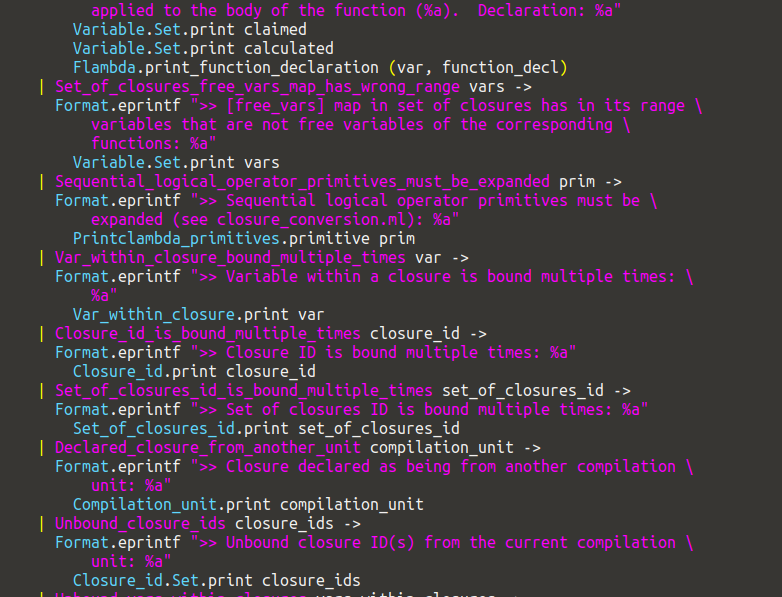 applied to the body of the function (%a).  Declaration: %a"
Variable.Set.print claimed
Variable.Set.print calculated
Flambda.print_function_declaration (var, function_decl)
| Set_of_closures_free_vars_map_has_wrong_range vars ->
Format.eprintf ">> [free_vars] map in set of closures has in its range \
variables that are not free variables of the corresponding \
functions: %a"
Variable.Set.print vars
| Sequential_logical_operator_primitives_must_be_expanded prim ->
Format.eprintf ">> Sequential logical operator primitives must be \
expanded (see closure_conversion.ml): %a"
Printclambda_primitives.primitive prim
| Var_within_closure_bound_multiple_times var ->
Format.eprintf ">> Variable within a closure is bound multiple times: \
%a"
Var_within_closure.print var
| Closure_id_is_bound_multiple_times closure_id ->
Format.eprintf ">> Closure ID is bound multiple times: %a"
Closure_id.print closure_id
| Set_of_closures_id_is_bound_multiple_times set_of_closures_id ->
Format.eprintf ">> Set of closures ID is bound multiple times: %a"
Set_of_closures_id.print set_of_closures_id
| Declared_closure_from_another_unit compilation_unit ->
Format.eprintf ">> Closure declared as being from another compilation \
unit: %a"
Compilation_unit.print compilation_unit
| Unbound_closure_ids closure_ids ->
Format.eprintf ">> Unbound closure ID(s) from the current compilation \
unit: %a"
Closure_id.Set.print closure_ids